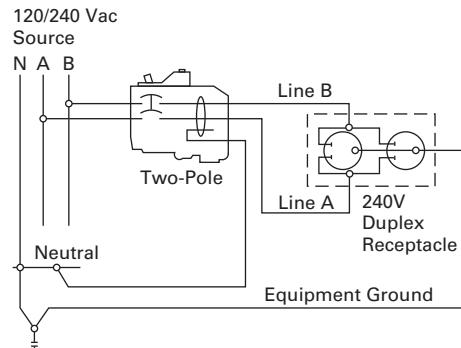 120/240 Vac
Source
N A B
Line B
Two-Pole
Line A
240V
Duplex
Receptacle
Neutral
Equipment Ground